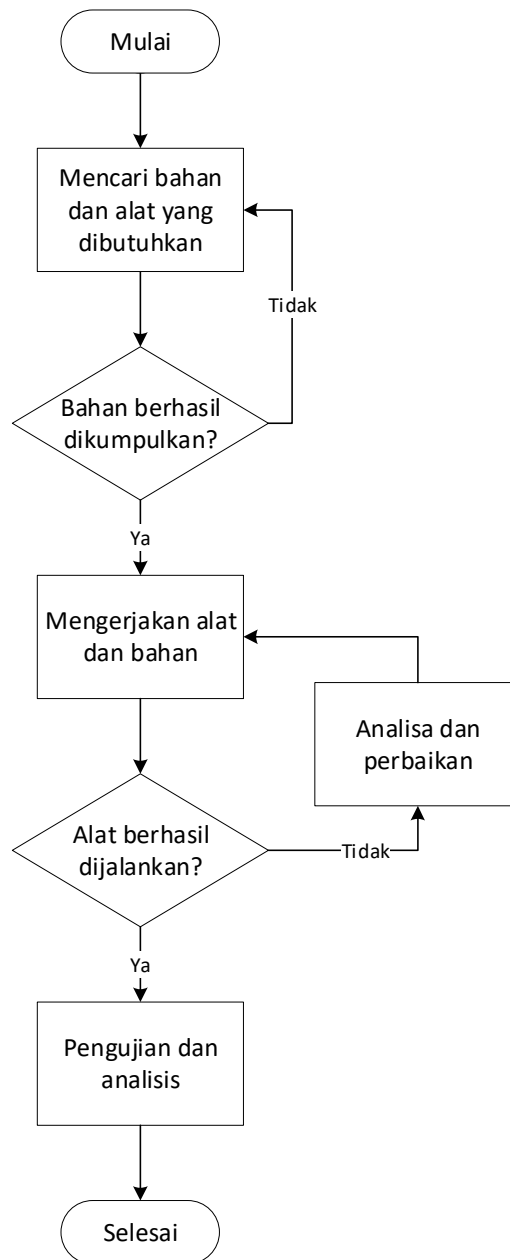 Mulai
Mencari bahan
dan alat yang
dibutuhkan
Tidak
Bahan berhasil
dikumpulkan?
Ya
Mengerjakan alat
dan bahan
Analisa dan
perbaikan
Alat berhasil
dijalankan?
Tidak
Ya
Pengujian dan
analisis
Selesai